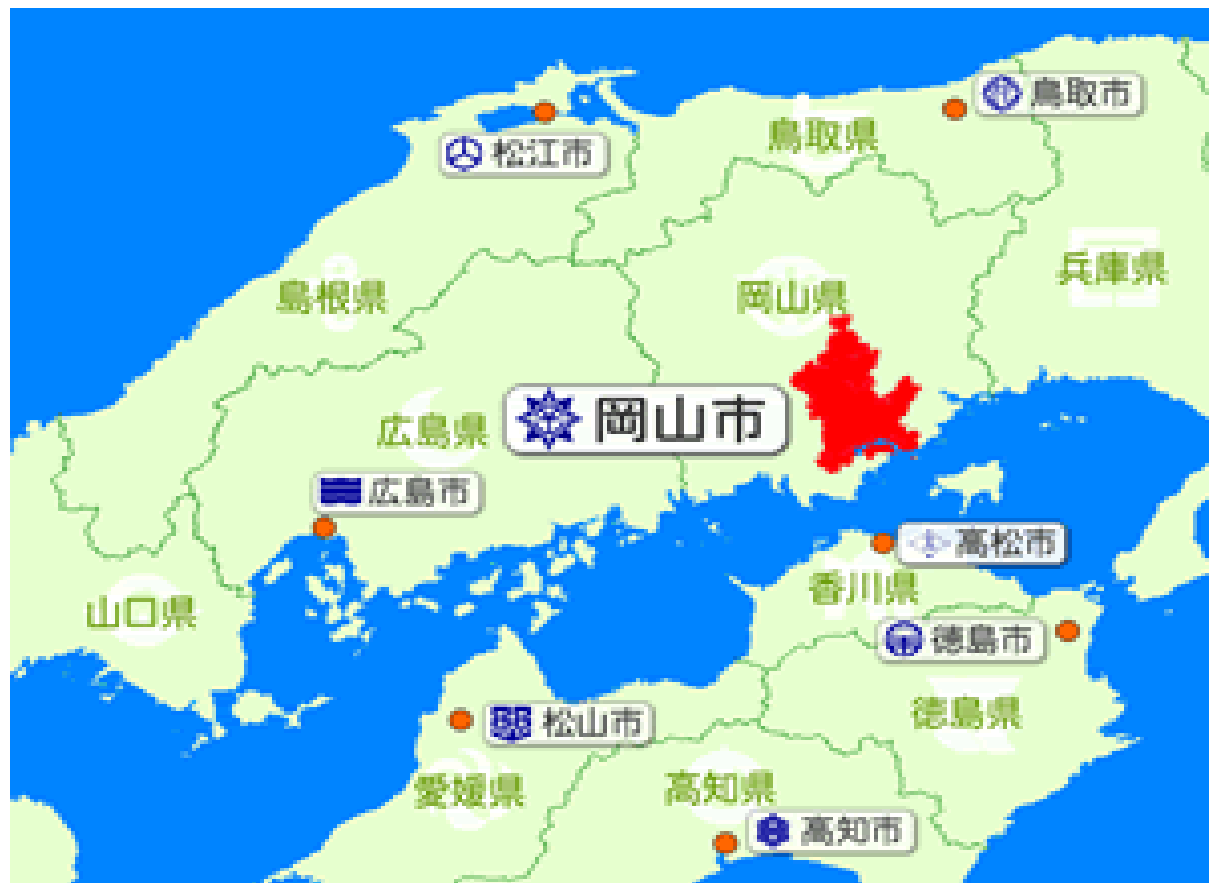 鳥取市
鳥取県
松江市
兵庫県
島根県
岡山県
岡山市
広島県
広島市
高松市
香川県
山口県
徳島市
徳島県
松山市
愛媛県
高知県
高知市